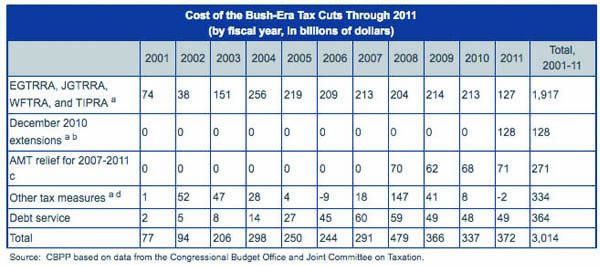 Cost of the Bush-Era Tax Cuts Through 2011
(by fiscal year, in billions of dollars)
2001 2002 2003 2004 2005 2006 2007 2008 2009 2010 2011 Total,
2001-11
EGTRRA, JGTRRA,
WFTRA, and TIPRA a 74 38 151 256 219 209 213 204 214 213 127 1,917
December 2010
extensions a b 0 0 0 0 0 0 0 0 0 0 128 128
AMT relief for 2007-2011
c 0 0 0 0 0 0 0 70 62 68 71 271
Other tax measures a d 1 52 47 28 4 -9 18 147 41 8 -2 334
Debt service 2 5 8 14 27 45 60 59 49 48 49 364
Total 77 94 206 298 250 244 291 479 366 337 372 3,014
Source: CBPP based on data from the Congressional Budget Office and Joint Committee on Taxation.